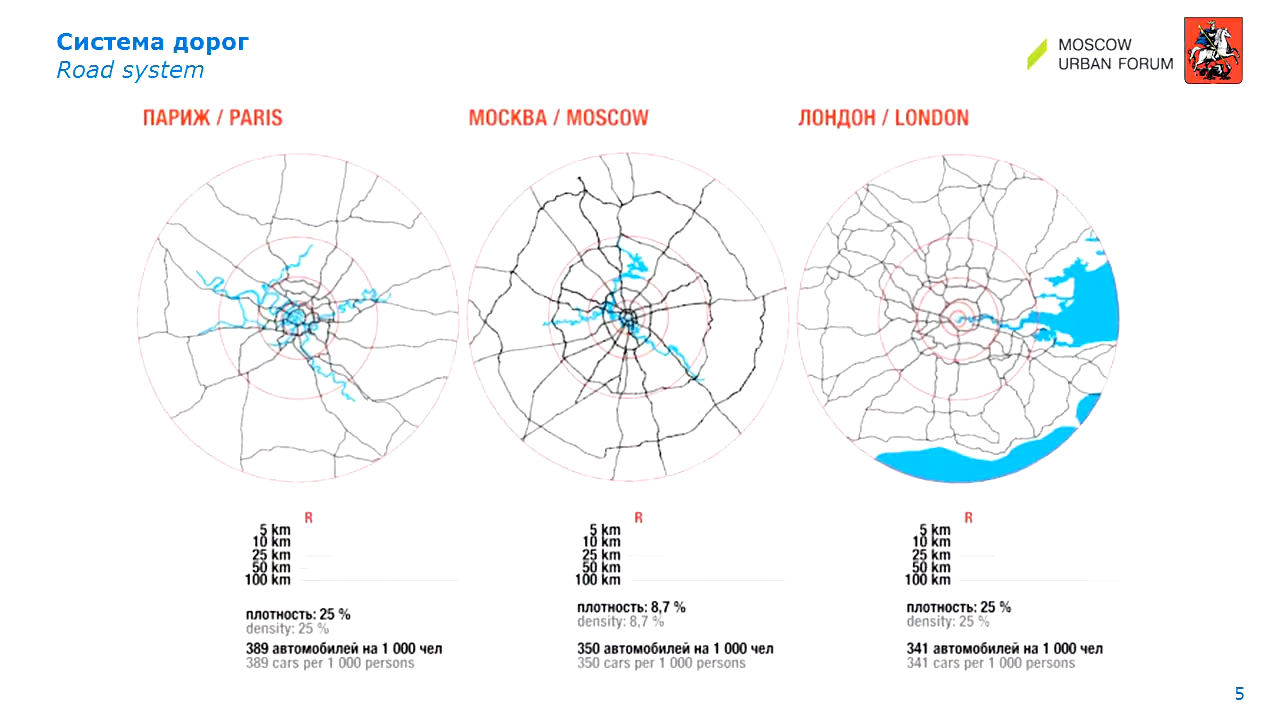 Система дорог
Road system
MOSCOW
URBAN FORUM
ПАРИЖ / PARIS
МОСКВА / MOSCOW
ЛОНДОН / LONDON
R
5 km
10 km
25 km
50 km
100 km
плотность: 25 %
density: 25 %
389 автомобилей на 1 000 чел
389 cars per 1 000 persons
R
5 km
10 km
25 km
50 km
100 km
плотность: 8,7 %
density: 8,7 %
350 автомобилей на 1 000 чел
350 cars per 1 000 persons
R
5 km
10 km
25 km
50 km
100 km
плотность: 25 %
density: 25 %
341 автомобилей на 1 000 чел
341 cars per 1 000 persons
5